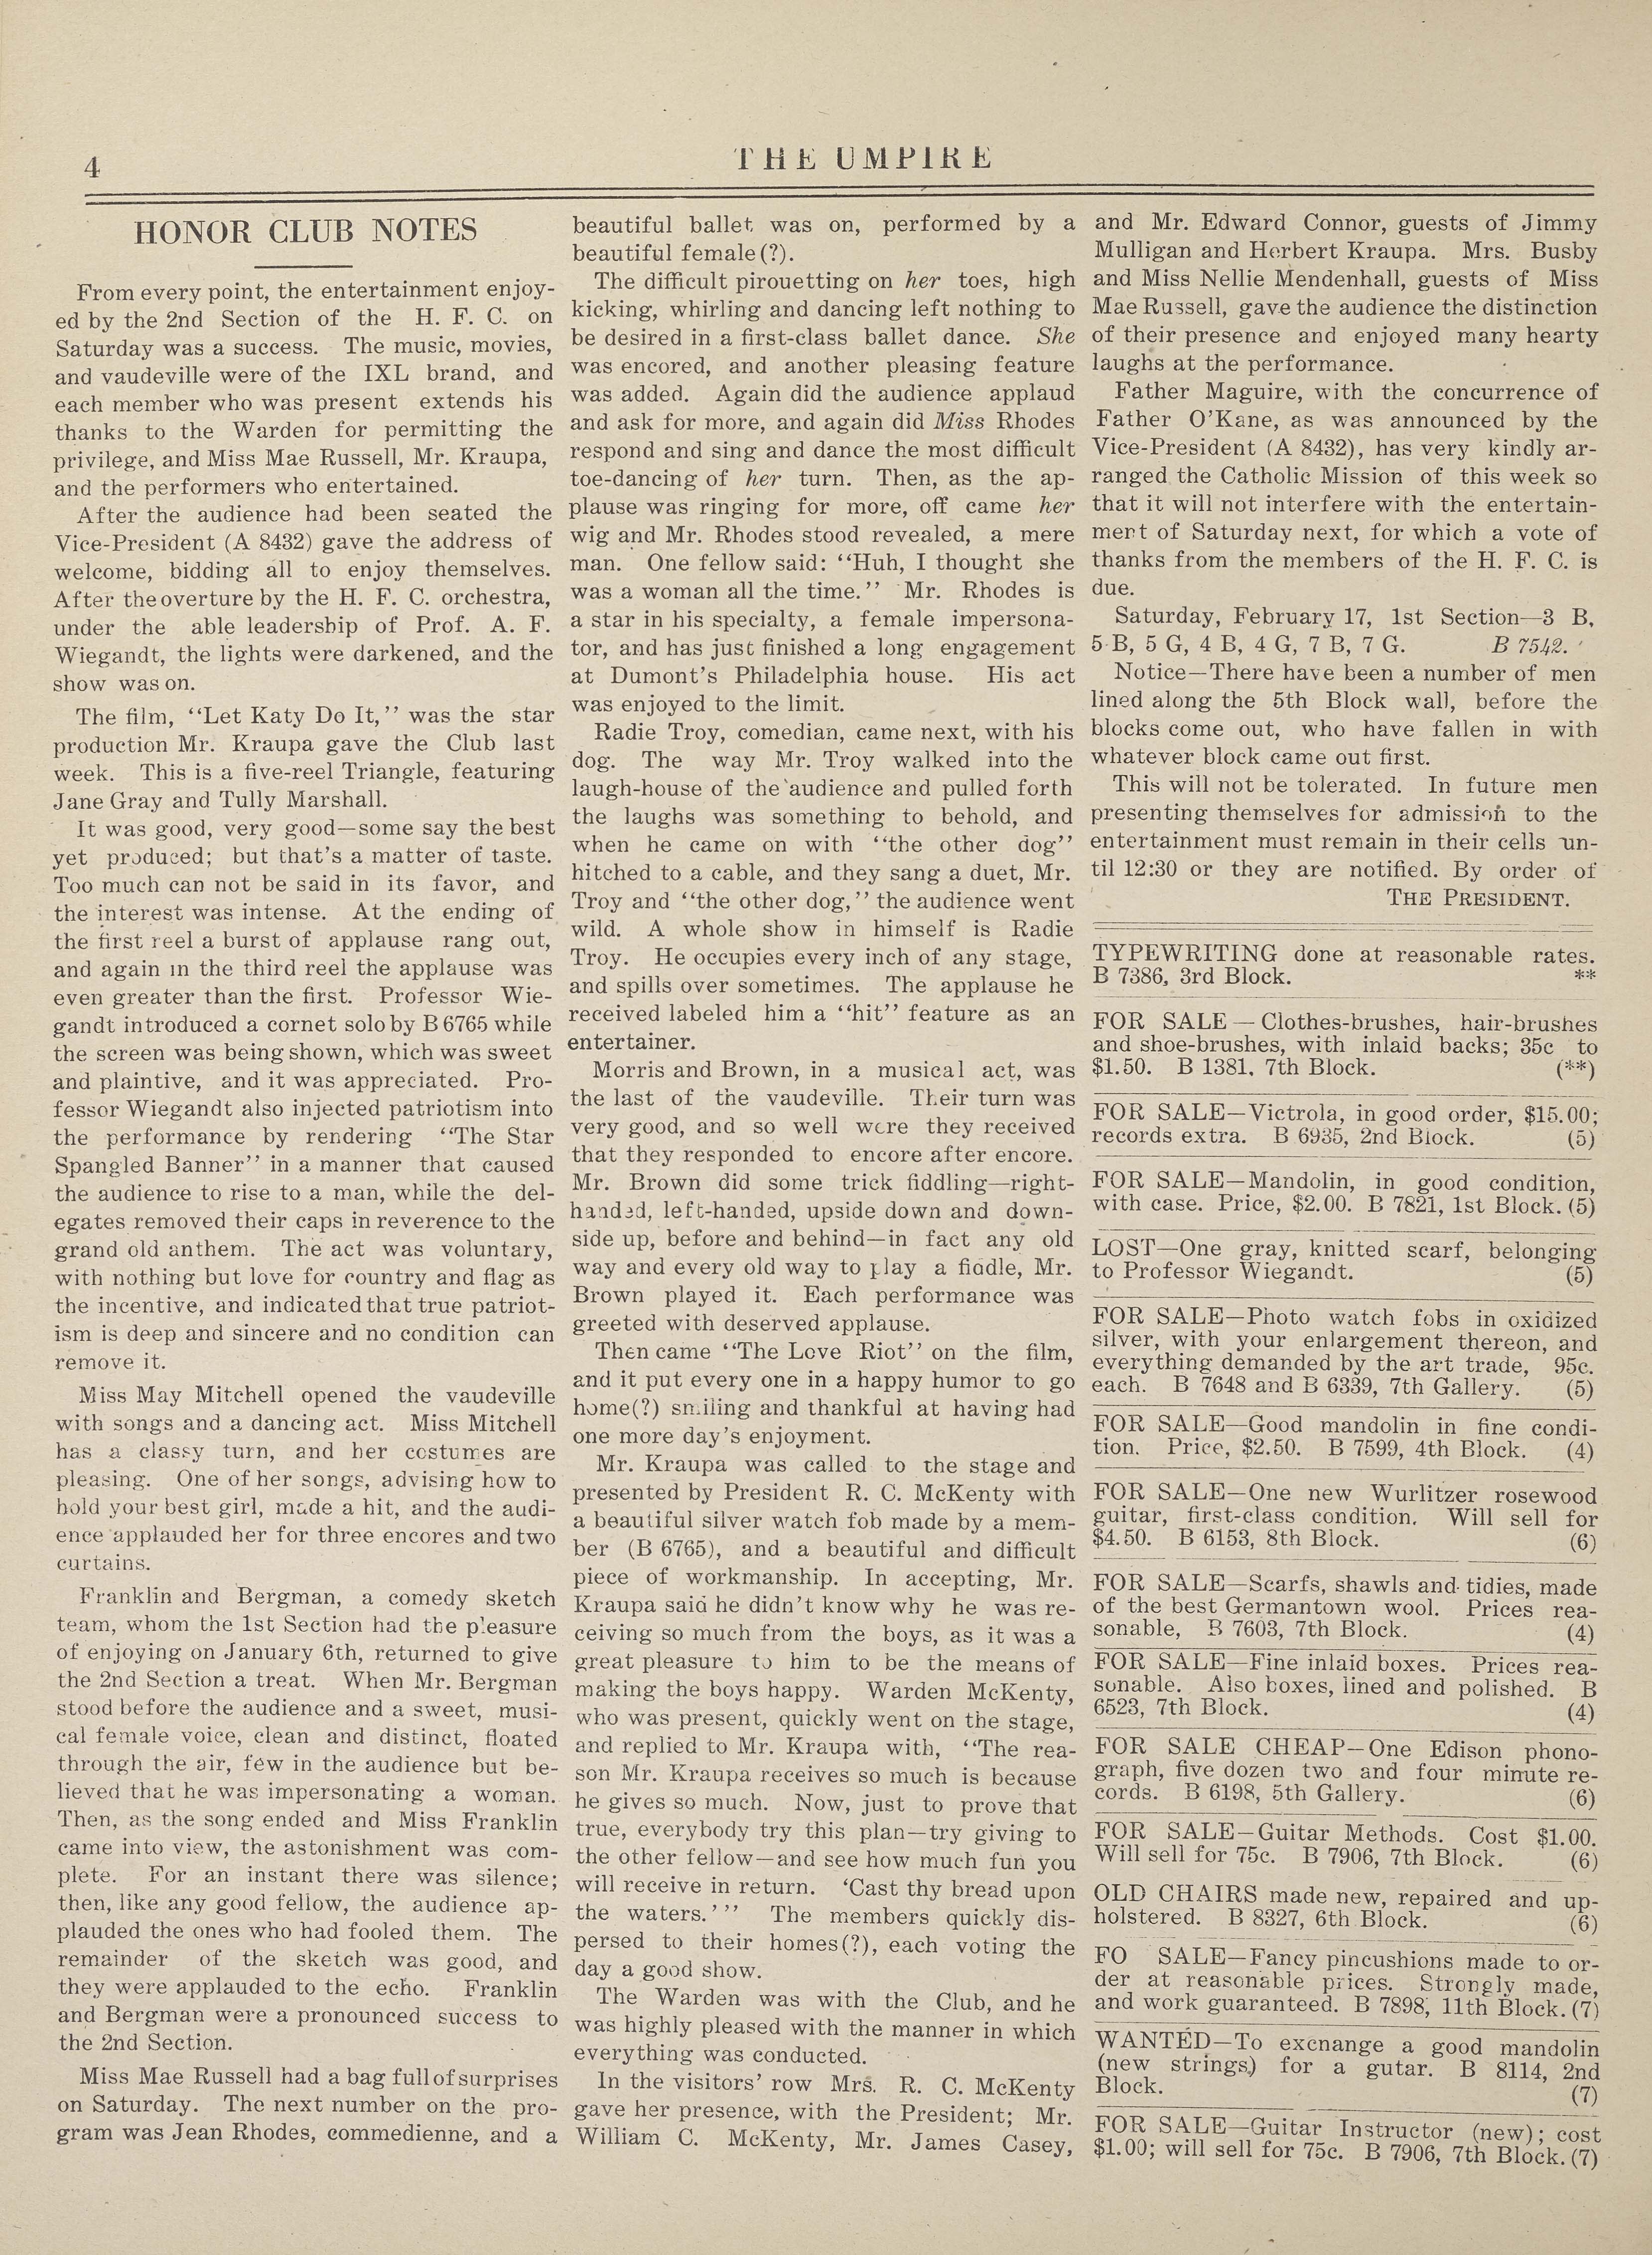 4
THE UMPIRE
HONOR CLUB NOTES
From every point, the entertainment enjoy-
ed by the 2nd Section of the H. F. C. on
Saturday was a success. The music, movies,
and vaudeville were of the IXL brand, and
each member who was present extends his
thanks to the Warden for permitting the
privilege, and Miss Mae Russell, Mr. Kraupa,
and the performers who entertained.
After the audience had been seated the
Vice-President (A 8432) gave the address of
welcome, bidding all to enjoy themselves.
After the overture by the H. F. C. orchestra,
under the able leadership of Prof. A. F.
Wiegandt, the lights were darkened, and the
show was on.
The film, "Let Katy Do It," was the star
production Mr. Kraupa gave the Club last
week. This is a five-reel Triangle, featuring
Jane Gray and Tully Marshall.
It was good, very good—some say the best
yet produced; but that's a matter of taste.
Too much can not be said in its favor, and
the interest was intense. At the ending of
the first reel a burst of applause rang out,
and again in the third reel the applause was
even greater than the first. Professor Wie-
gandt introduced a cornet solo by B 6765 while
the screen was being shown, which was sweet
and plaintive, and it was appreciated. Pro-
fessor Wiegandt also injected patriotism into
the performance by rendering "The Star
Spangled Banner" in a manner that caused
the audience to rise to a man, while the del-
egates removed their caps in reverence to the
grand old anthem. The act was voluntary,
with nothing but love for country and flag as
the incentive, and indicated that true patriot-
ism is deep and sincere and no condition can
remove it.
Miss May Mitchell opened the vaudeville
with songs and a dancing act. Miss Mitchell
has a classy turn, and her costumes are
pleasing. One of her songs, advising how to
hold your best girl, made a hit, and the audi-
ence applauded her for three encores and two
curtains.
Franklin and Bergman, a comedy sketch
team, whom the 1st Section had the pleasure
of enjoying on January 6th, returned to give
the 2nd Section a treat. When Mr. Bergman
stood before the audience and a sweet, musi-
cal female voice, clean and distinct, floated
through the air, few in the audience but be-
lieved that he was impersonating a woman.
Then, as the song ended and Miss Franklin
came into view, the astonishment was com-
plete. For an instant there was silence;
then, like any good fellow, the audience ap-
plauded the ones who had fooled them. The
remainder of the sketch was good, and
they were applauded to the echo. Franklin
and Bergman were a pronounced success to
the 2nd Section.
Miss Mae Russell had a bag full of surprises
on Saturday. The next number on the pro-
gram was Jean Rhodes, commedienne, and a
beautiful ballet was on, performed by a
beautiful female(?).
The difficult pirouetting on her toes, high
kicking, whirling and dancing left nothing to
be desired in a first-class ballet dance. She
was encored, and another pleasing feature
was added. Again did the audience applaud
and ask for more, and again did Miss Rhodes
respond and sing and dance the most difficult
toe-dancing of her turn. Then, as the ap-
plause was ringing for more, off came her
wig and Mr. Rhodes stood revealed, a mere
man. One fellow said: "Huh, I thought she
was a woman all the time." Mr. Rhodes is
a star in his specialty, a female impersona-
tor, and has just finished a long engagement
at Dumont's Philadelphia house. His act
was enjoyed to the limit.
Radie Troy, comedian, came next, with his
dog. The way Mr. Troy walked into the
laugh-house of the audience and pulled forth
the laughs was something to behold, and
when he came on with "the other dog"
hitched to a cable, and they sang a duet, Mr.
Troy and "the other dog," the audience went
wild. A whole show in himself is Radie
Troy. He occupies every inch of any stage,
and spills over sometimes. The applause he
received labeled him a "hit" feature as an
entertainer.
Morris and Brown, in a musical act, was
the last of the vaudeville. Their turn was
very good, and so well were they received
that they responded to encore after encore.
Mr. Brown did some trick fiddling—right-
handed, left-handed, upside down and down-
side up, before and behind—in fact any old
way and every old way to play a fiddle, Mr.
Brown played it. Each performance was
greeted with deserved applause.
Then came "The Love Riot" on the film,
and it put every one in a happy humor to go
home(?) smiling and thankful at having had
one more day's enjoyment.
Mr. Kraupa was called to the stage and
presented by President R. C. McKenty with
a beautiful silver watch fob made by a mem-
ber (B 6765), and a beautiful and difficult
piece of workmanship. In accepting, Mr.
Kraupa said he didn't know why he was re-
ceiving so much from the boys, as it was a
great pleasure to him to be the means of
making the boys happy. Warden McKenty,
who was present, quickly went on the stage,
and replied to Mr. Kraupa with, "The rea-
son Mr. Kraupa receives so much is because
he gives so much. Now, just to prove that
true, everybody try this plan—try giving to
the other fellow—and see how much fun you
will receive in return. 'Cast thy bread upon
the waters.'" The members quickly dis-
persed to their homes(?), each voting the
day a good show.
The Warden was with the Club, and he
was highly pleased with the manner in which
everything was conducted.
In the visitors' row Mrs. R. C. McKenty
gave her presence, with the President; Mr.
William C. McKenty, Mr. James Casey,
and Mr. Edward Connor, guests of Jimmy
Mulligan and Herbert Kraupa. Mrs. Busby
and Miss Nellie Mendenhall, guests of Miss
Mae Russell, gave the audience the distinction
of their presence and enjoyed many hearty
laughs at the performance.
Father Maguire, with the concurrence of
Father O'Kane, as was announced by the
Vice-President (A 8432), has very kindly ar-
ranged the Catholic Mission of this week so
that it will not interfere with the entertain-
ment of Saturday next, for which a vote of
thanks from the members of the H. F. C. is
due.
Saturday, February 17, 1st Section—3 B,
5 B, 5 G, 4 B, 4 G, 7 B, 7 G. B 7542.
Notice—There have been a number of men
lined along the 5th Block wall, before the
blocks come out, who have fallen in with
whatever block came out first.
This will not be tolerated. In future men
presenting themselves for admission to the
entertainment must remain in their cells un-
til 12:30 or they are notified. By order of
THE PRESIDENT.
TYPEWRITING done at reasonable rates.
B 7386, 3rd Block. **
FOR SALE — Clothes-brushes, hair-brushes
and shoe-brushes, with inlaid backs; 35c to
$1.50. B 1381, 7th Block. (**)
FOR SALE—Victrola, in good order, $15.00;
records extra. B 6935, 2nd Block. (5)
FOR SALE—Mandolin, in good condition,
with case. Price, $2.00. B 7821, 1st Block. (5)
LOST—One gray, knitted scarf, belonging
to Professor Wiegandt. (5)
FOR SALE—Photo watch fobs in oxidized
silver, with your enlargement thereon, and
everything demanded by the art trade, 95c.
each. B 7648 and B 6339, 7th Gallery. (5)
FOR SALE—Good mandolin in fine condi-
tion. Price, $2.50. B 7599, 4th Block. (4)
FOR SALE—One new Wurlitzer rosewood
guitar, first-class condition. Will sell for
$4.50. B 6153, 8th Block. (6)
FOR SALE—Scarfs, shawls and tidies, made
of the best Germantown wool. Prices rea-
sonable, B 7603, 7th Block. (4)
FOR SALE—Fine inlaid boxes. Prices rea-
sonable. Also boxes, lined and polished. B
6523, 7th Block. (4)
FOR SALE CHEAP—One Edison phono-
graph, five dozen two and four minute re-
cords. B 6198, 5th Gallery. (6)
FOR SALE—Guitar Methods. Cost $1.00.
Will sell for 75c. B 7906, 7th Block. (6)
OLD CHAIRS made new, repaired and up-
holstered. B 8327, 6th Block. (6)
FO SALE—Fancy pincushions made to or-
der at reasonable prices. Strongly made,
and work guaranteed. B 7898, 11th Block. (7)
WANTED—To exchange a good mandolin
(new strings) for a gutar. B 8114, 2nd
Block. (7)
FOR SALE—Guitar Instructor (new); cost
$1.00; will sell for 75c. B 7906, 7th Block. (7)